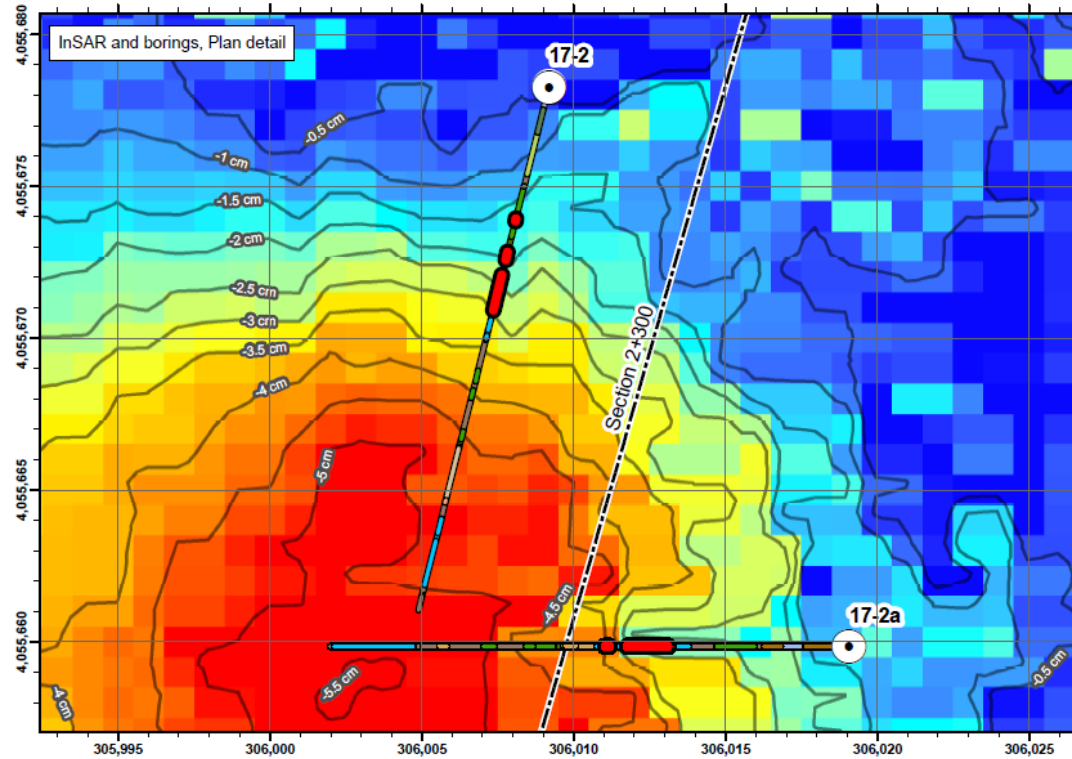 InSAR and borings, Plan detail
17-2
-0.5 cm
-1 cm
-1.5 cm
-2 cm
-2.5 cm
-3 cm
-3.5 cm
-4 cm
Section 2+300
-5 cm
-4.5 cm
17-2a
-5.5 cm
-4 cm
-0.5 cm
4,055,680
4,055,675
4,055,670
4,055,665
4,055,660
305,995
306,000
306,005
306,010
306,015
306,020
306,025